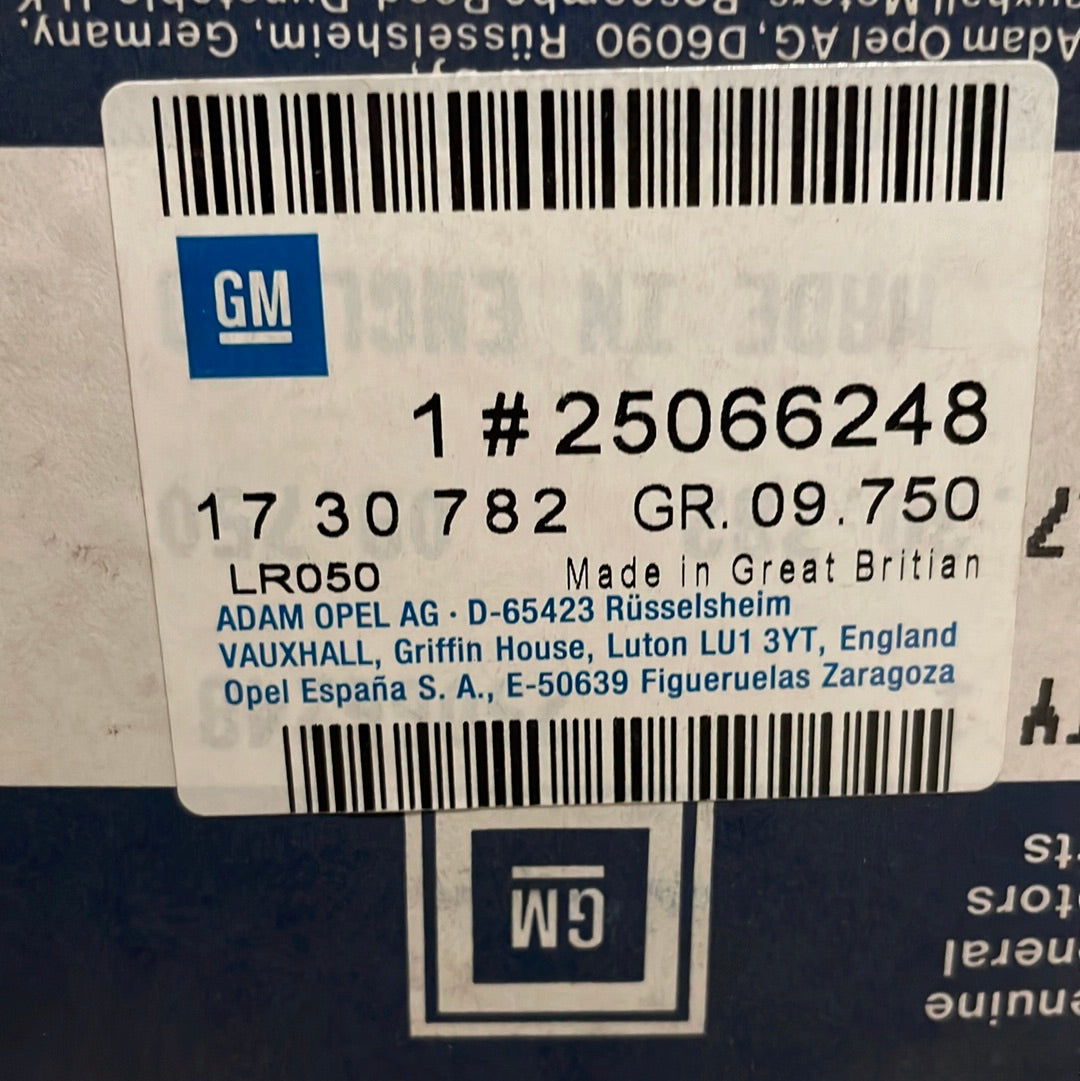 Adam Opel AG, D6090 Rüsselsheim, Germany.
GM
1 # 25066248
17 30 782 GR. 09.750
LR050 Made in Great Britian
ADAM OPEL AG · D-65423 Rüsselsheim
VAUXHALL, Griffin House, Luton LU1 3YT, England
Opel España S. A., E-50639 Figueruelas Zaragoza
GM